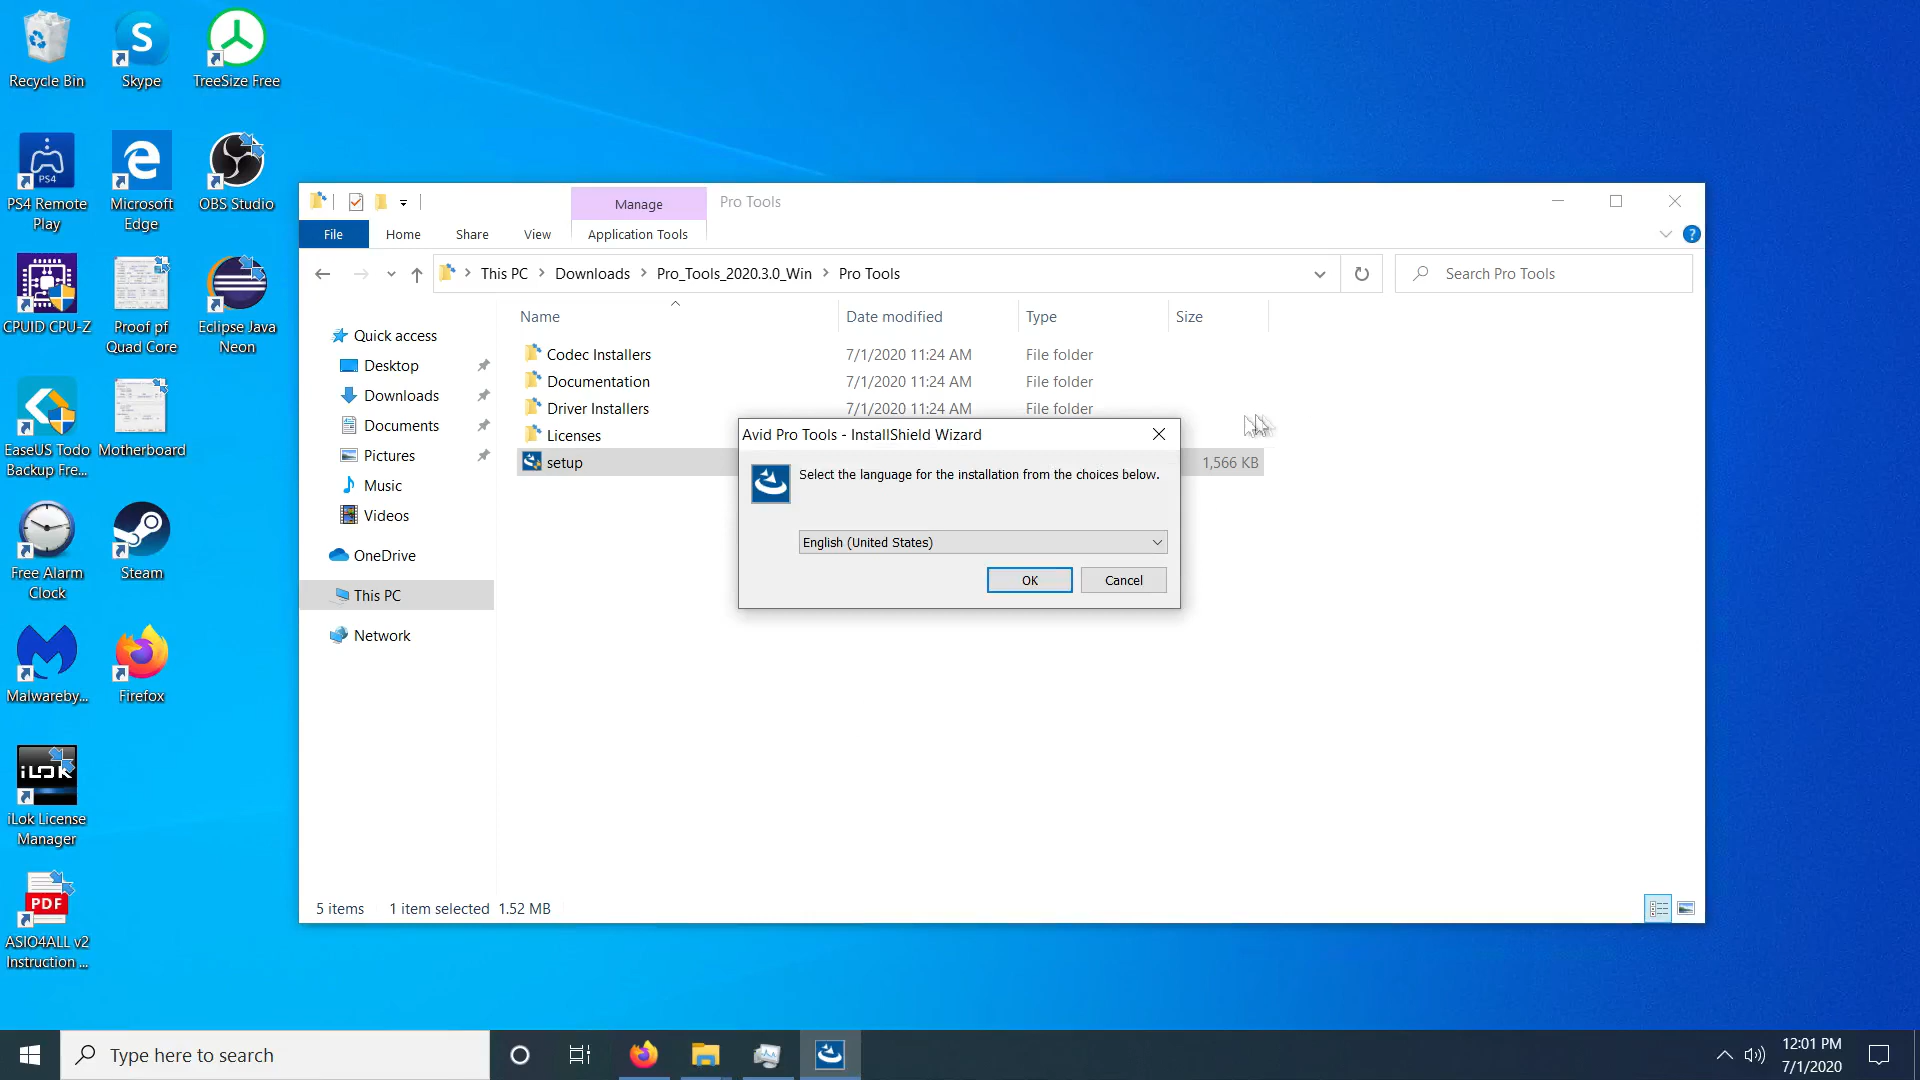 Recycle Bin
Skype
TreeSize Free
PS4
PS4 Remote
Play
Microsoft
Edge
OBS Studio
CPUID CPU-Z
Proof pf
Quad Core
Eclipse Java
Neon
EaseUS Todo
Backup Fre...
Motherboard
Free Alarm
Clock
Steam
Malwareby...
Firefox
iLOK
iLok License
Manager
PDF
ASIO4ALL v2
Instruction ...
Manage
Pro Tools
File
Home
Share
View
Application Tools
This PC
Downloads
Pro_Tools_2020.3.0_Win
Pro Tools
Search Pro Tools
Quick access
Desktop
Downloads
Documents
Pictures
Music
Videos
OneDrive
This PC
Network
Name Date modified Type Size
Codec Installers 7/1/2020 11:24 AM File folder
Documentation 7/1/2020 11:24 AM File folder
Driver Installers 7/1/2020 11:24 AM File folder
Licenses
setup 1,566 KB
Avid Pro Tools - InstallShield Wizard
Select the language for the installation from the choices below.
English (United States)
OK
Cancel
5 items 1 item selected 1.52 MB
Type here to search
12:01 PM
7/1/2020